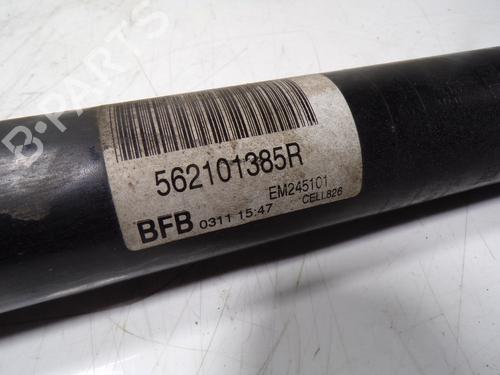 B-PARTS
562101385R
EM245101
BFB 0311 15:47
CELL826